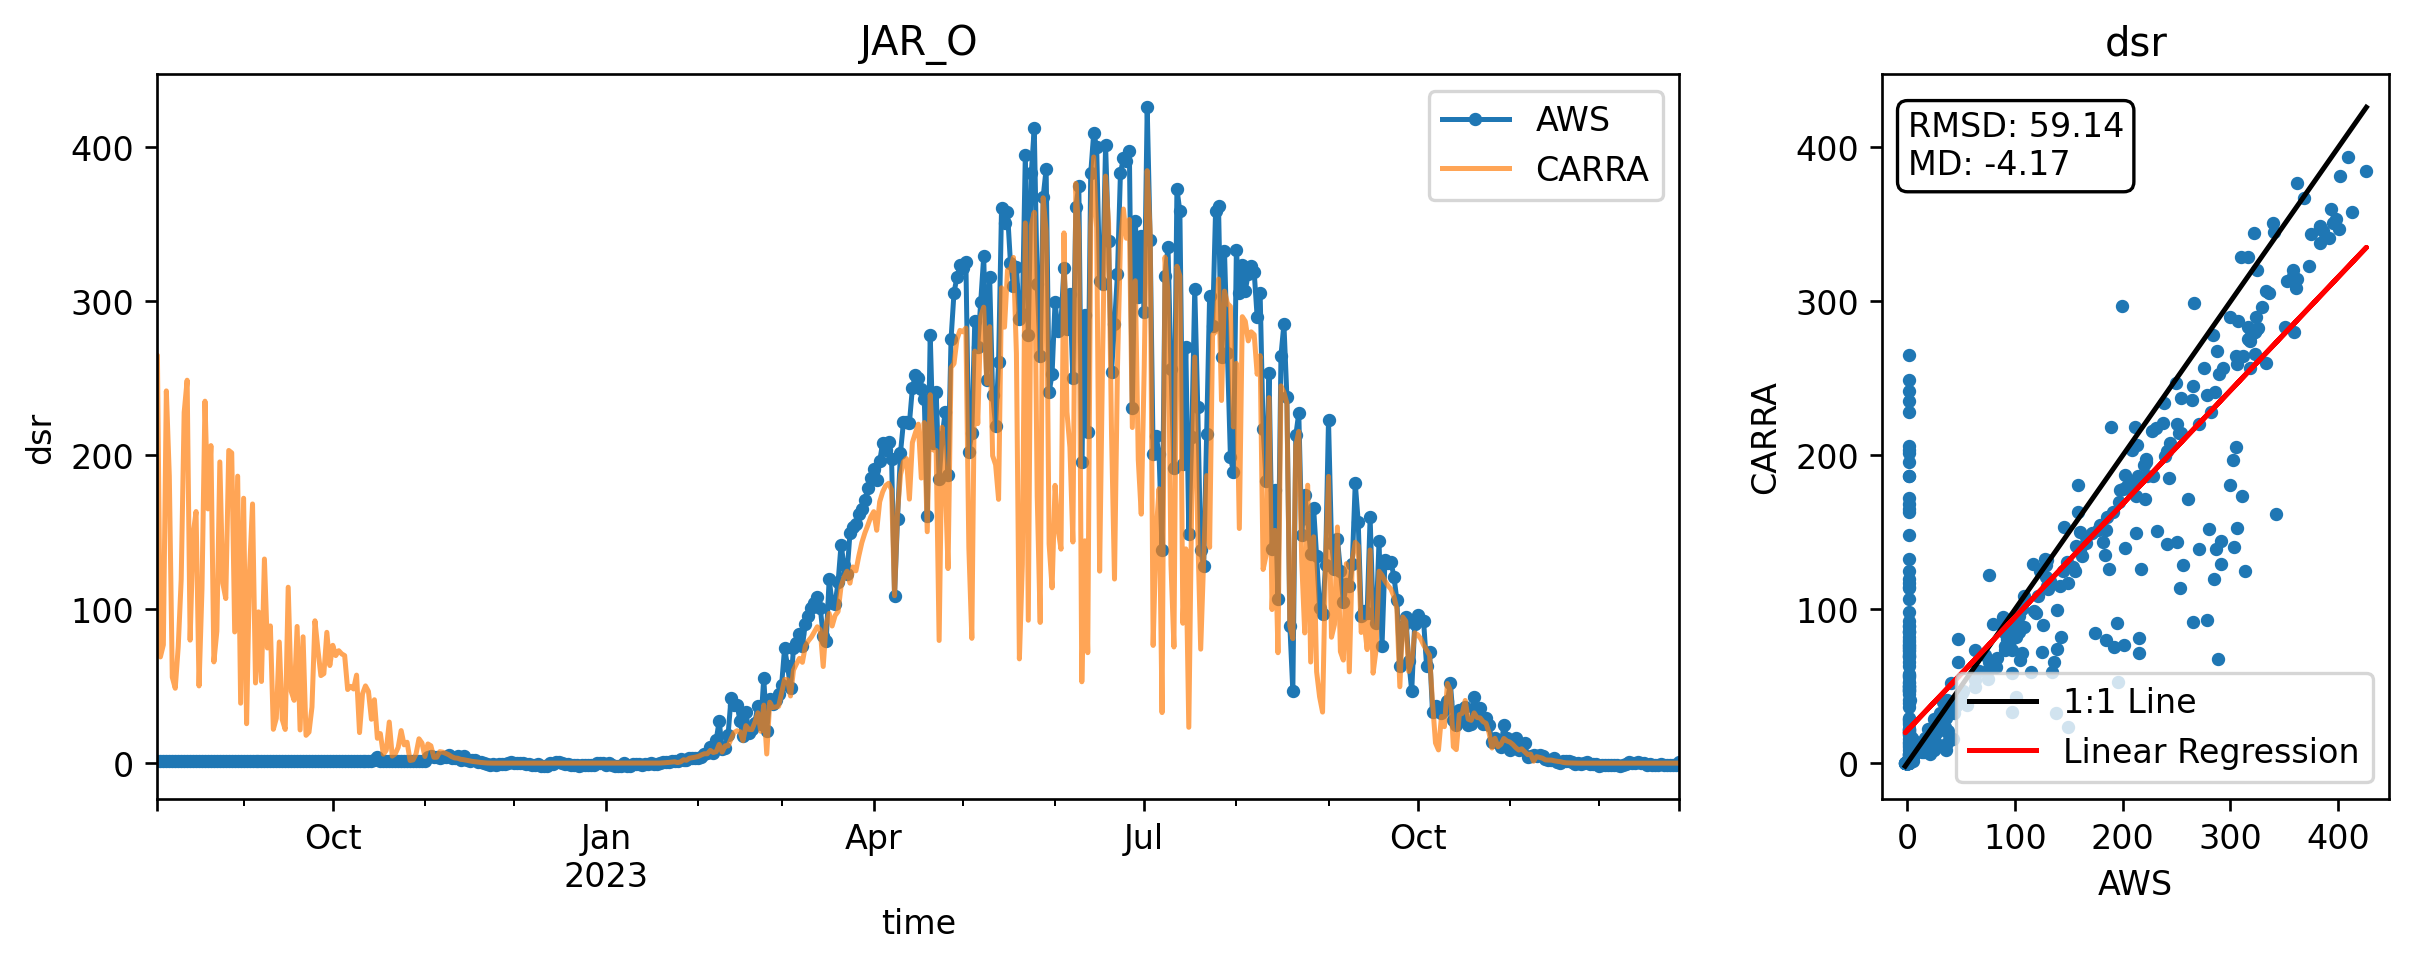 JAR_O
400
300
200
100
0
dsr
AWS
CARRA
Oct
Jan
2023
Apr
Jul
Oct
time
dsr
RMSD: 59.14
MD: -4.17
400
300
200
100
0
CARRA
1:1 Line
Linear Regression
0
100
200
300
400
AWS